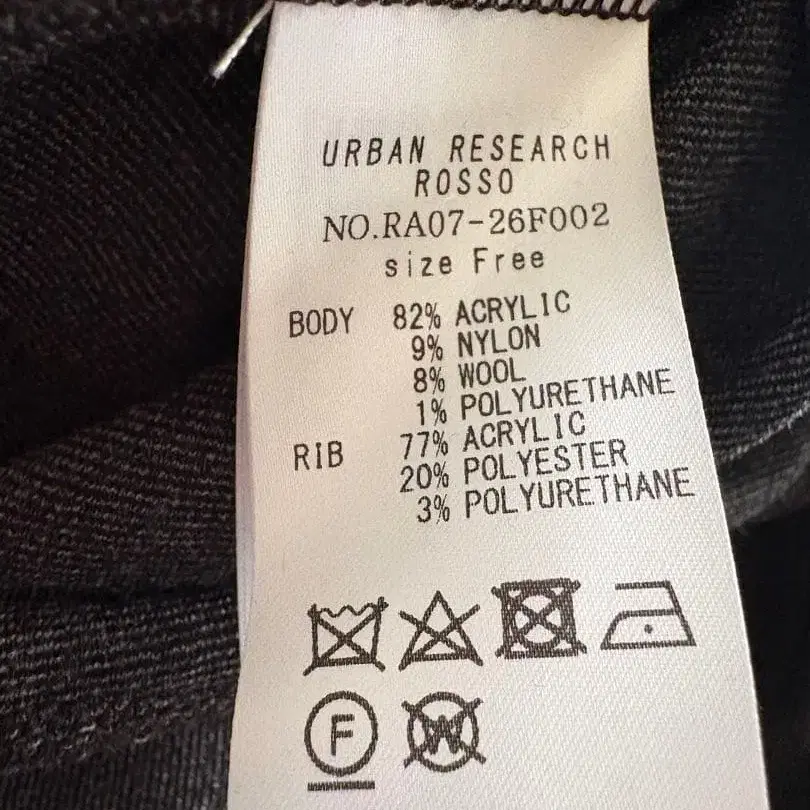 URBAN RESEARCH
ROSSO
NO.RA07-26F002
size Free
BODY 82% ACRYLIC
9% NYLON
8% WOOL
1% POLYURETHANE
RIB 77% ACRYLIC
20% POLYESTER
3% POLYURETHANE
F W